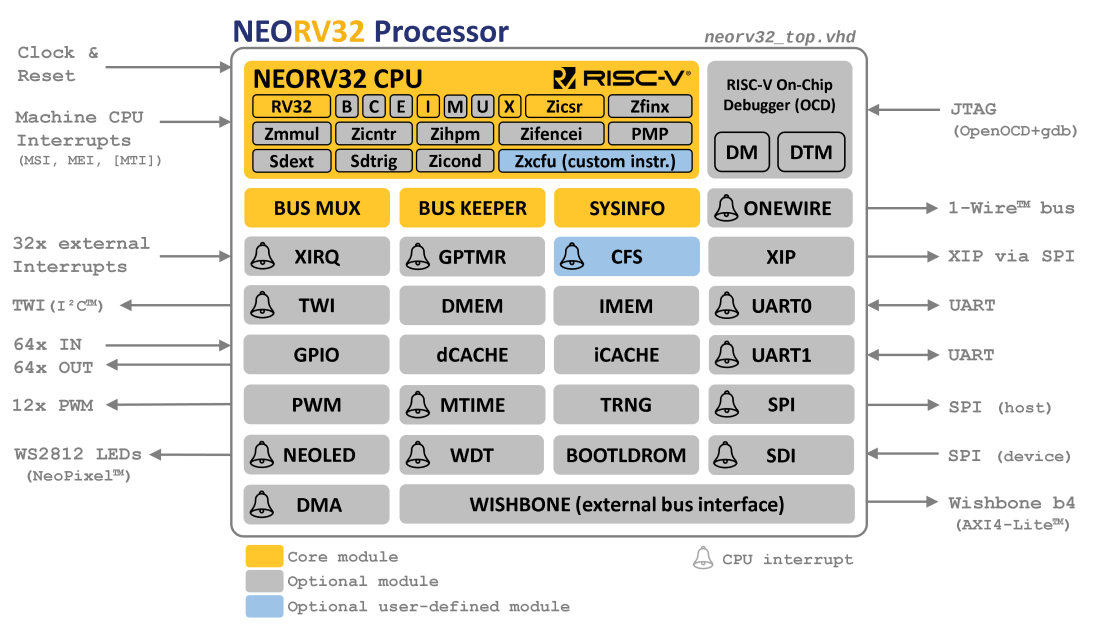 NEORV32 Processor
neorv32_top.vhd
Clock &
Reset
Machine CPU
Interrupts
(MSI, MEI, [MTI])
32x external
Interrupts
TWI(I²C™)
64x IN
64x OUT
12x PWM
WS2812 LEDs
(NeoPixel™)
NEORV32 CPU
RISC-V®
RV32 B C E I M U X Zicsr Zfinx
Zmmul Zicntr Zihpm Zifencei PMP
Sdext Sdtrig Zicond Zxcfu (custom instr.)
RISC-V On-Chip
Debugger (OCD)
DM DTM
BUS MUX BUS KEEPER SYSINFO ONEWIRE
XIRQ GPTMR CFS XIP
TWI DMEM IMEM UART0
GPIO dCACHE iCACHE UART1
PWM MTIME TRNG SPI
NEOLED WDT BOOTLDROM SDI
DMA WISHBONE (external bus interface)
JTAG
(OpenOCD+gdb)
1-Wire™ bus
XIP via SPI
UART
UART
SPI (host)
SPI (device)
Wishbone b4
(AXI4-Lite™)
Core module
Optional module
Optional user-defined module
CPU interrupt